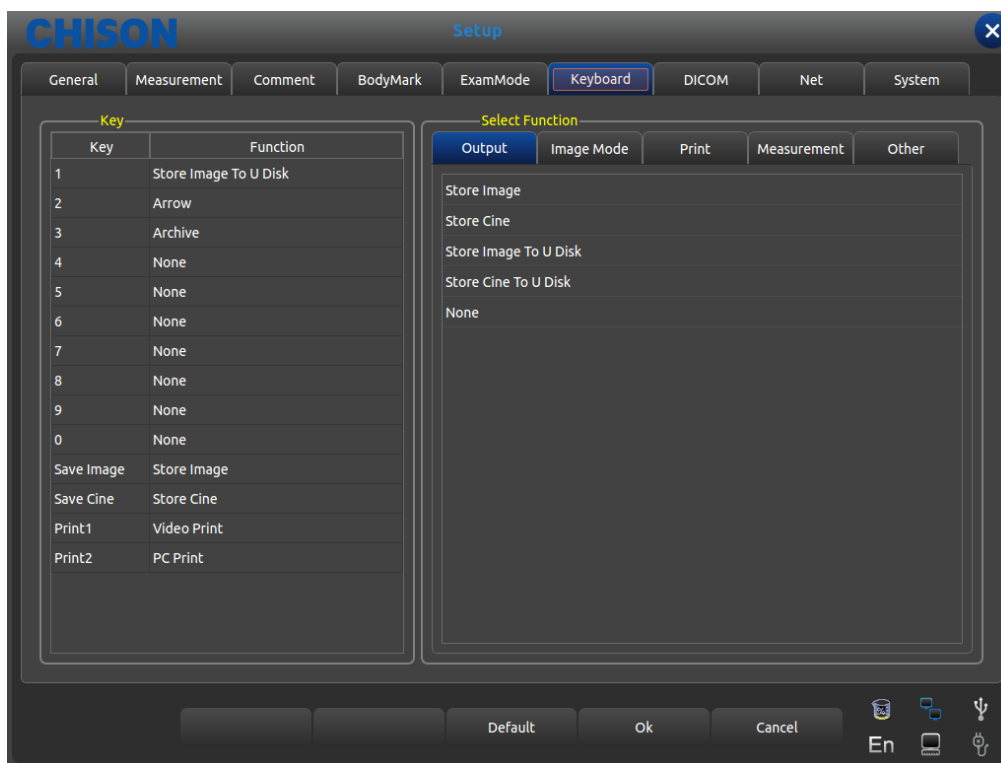 CHISON
Setup
General Measurement Comment BodyMark ExamMode Keyboard DICOM Net System
Key
Key Function
1 Store Image To U Disk
2 Arrow
3 Archive
4 None
5 None
6 None
7 None
8 None
9 None
0 None
Save Image Store Image
Save Cine Store Cine
Print1 Video Print
Print2 PC Print
Select Function
Output Image Mode Print Measurement Other
Store Image
Store Cine
Store Image To U Disk
Store Cine To U Disk
None
Default Ok Cancel
En